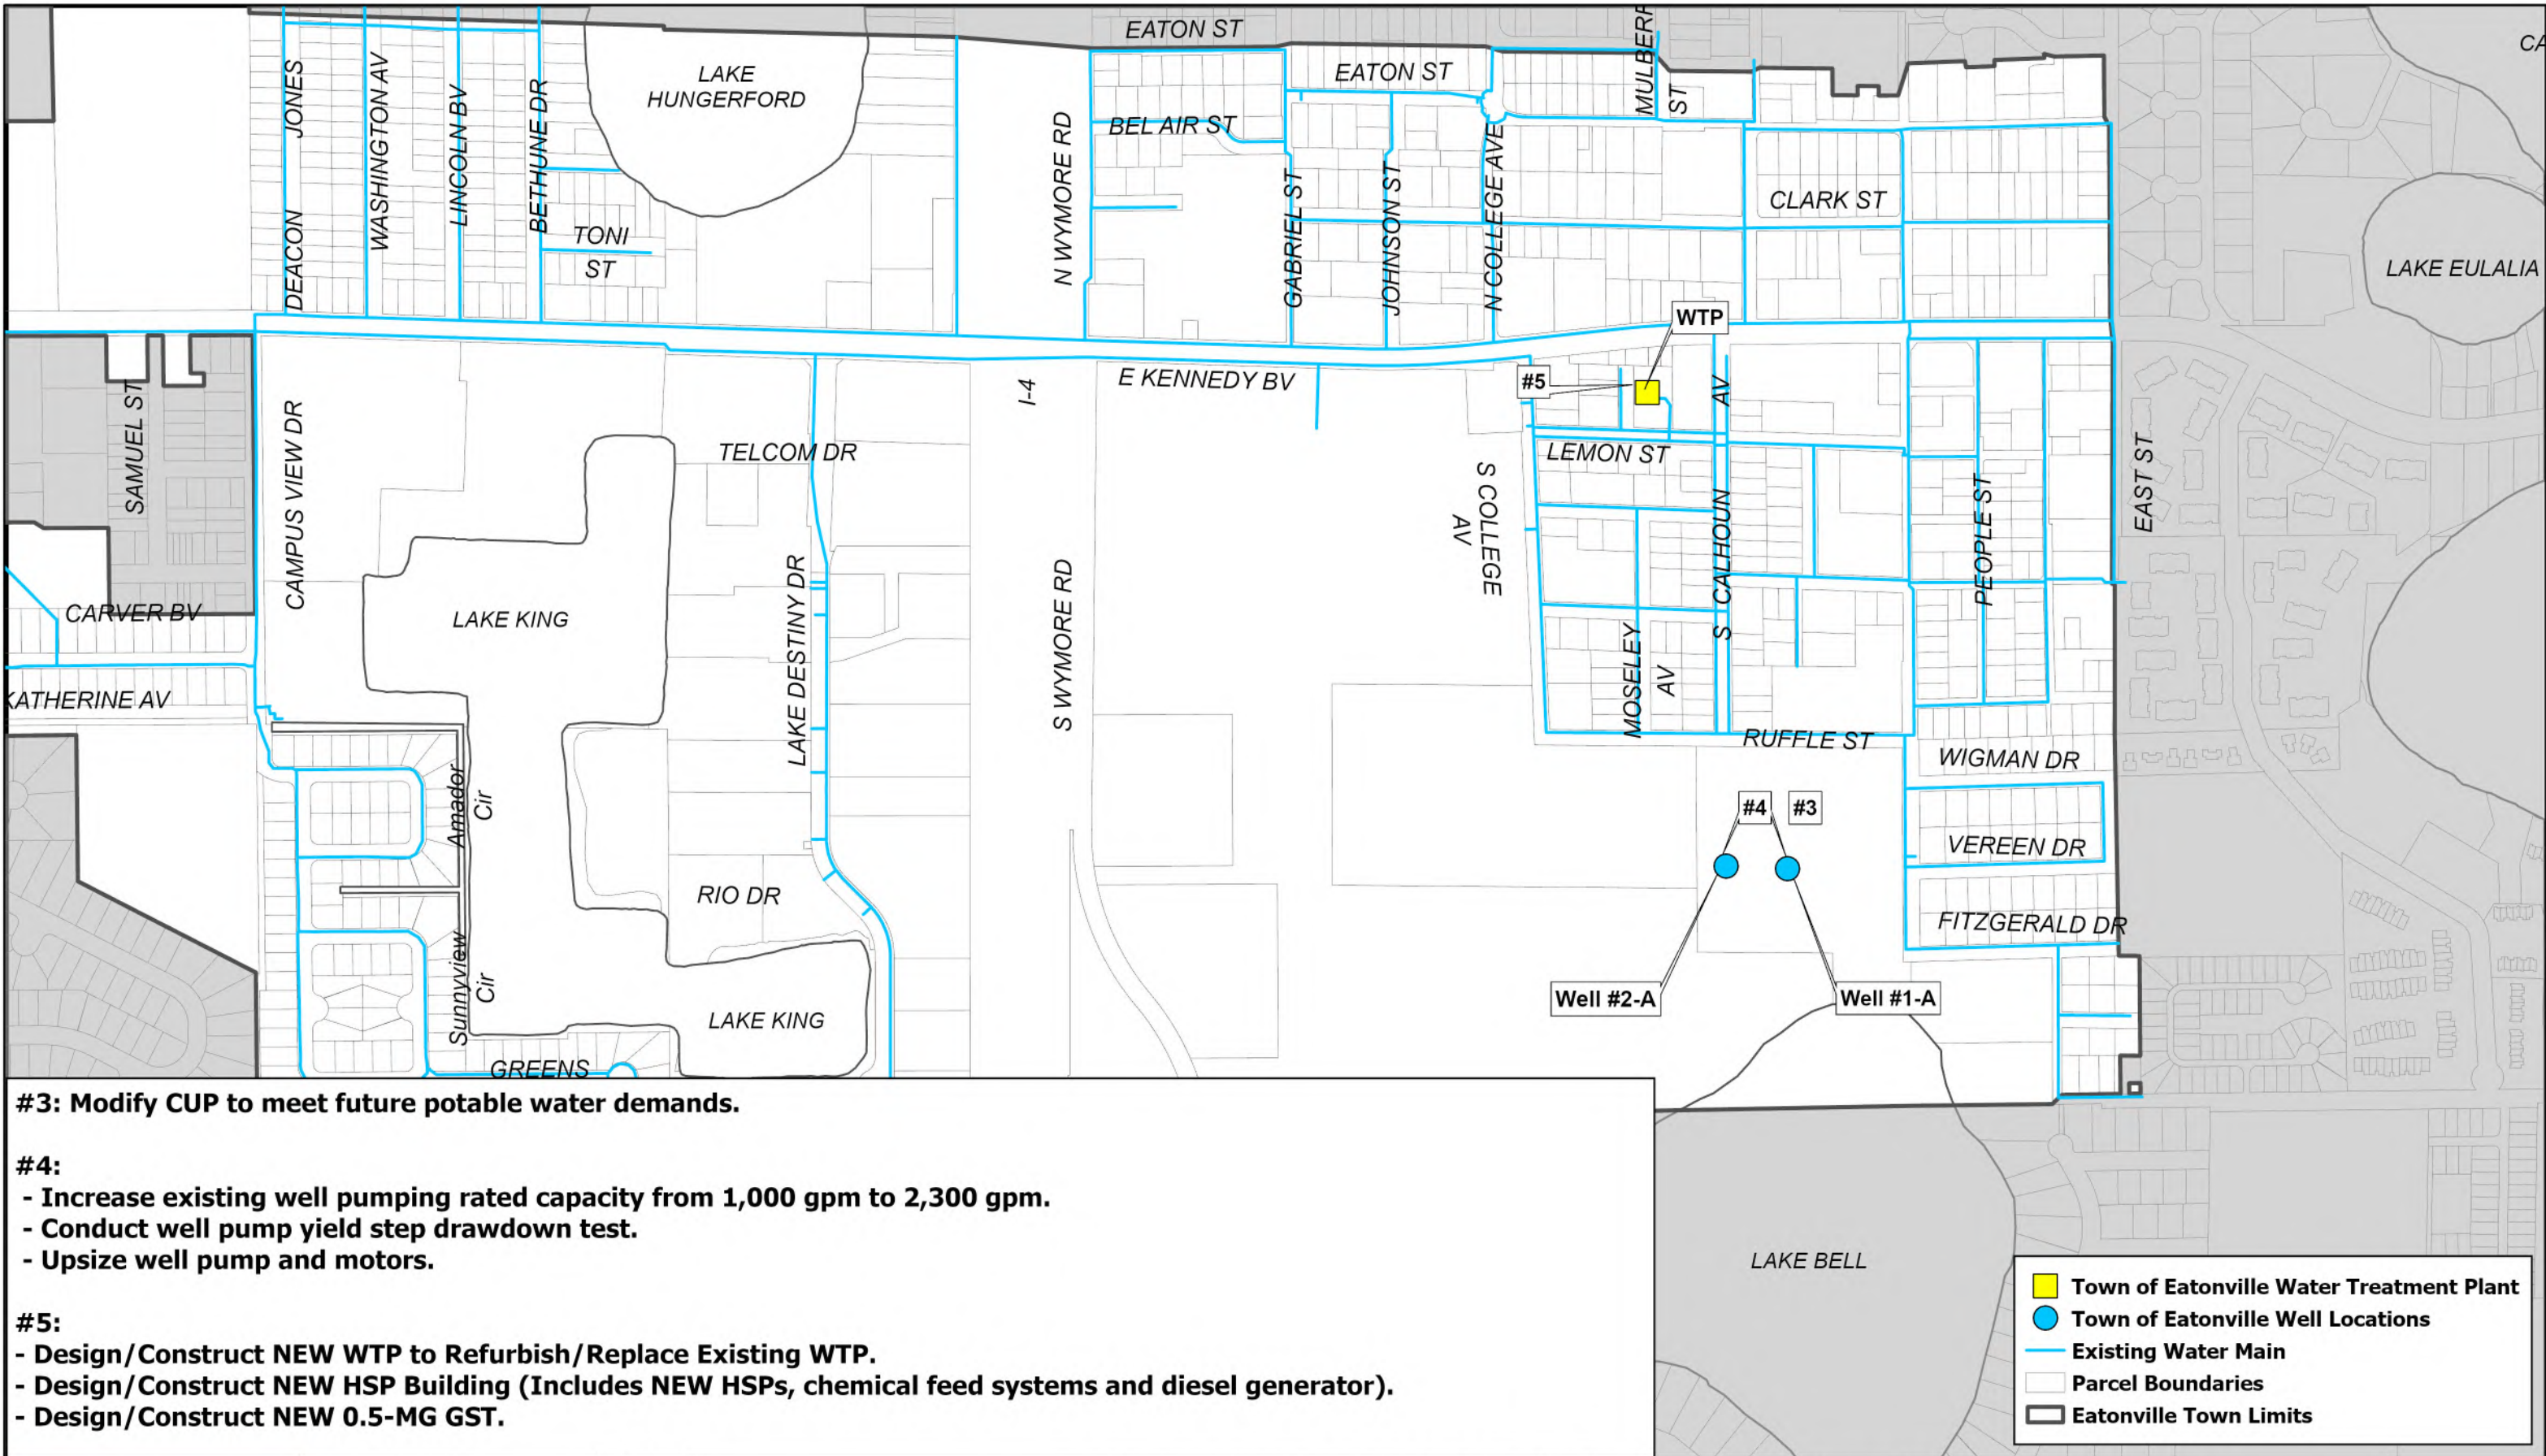 EATON ST
MULBERR
ST
CA
LAKE
HUNGERFORD
EATON ST
DEACON JONES
WASHINGTON AV
LINCOLN BV
BETHUNE DR
N WYMORE RD
BEL AIR ST
GABRIEL ST
JOHNSON ST
N COLLEGE AVE
CLARK ST
TONI
ST
LAKE EULALIA
WTP
#5
E KENNEDY BV
I-4
SAMUEL ST
CAMPUS VIEW DR
TELCOM DR
LEMON ST
S COLLEGE
AV
S CALHOUN AV
PEOPLE ST
EAST ST
LAKE DESTINY DR
S WYMORE RD
CARVER BV
LAKE KING
MOSELEY
AV
KATHERINE AV
RUFFLE ST
WIGMAN DR
Amador
Cir
#4
#3
VEREEN DR
RIO DR
FITZGERALD DR
Sunnyview
Cir
Well #2-A
Well #1-A
LAKE KING
GREENS
#3: Modify CUP to meet future potable water demands.
#4:
- Increase existing well pumping rated capacity from 1,000 gpm to 2,300 gpm.
- Conduct well pump yield step drawdown test.
- Upsize well pump and motors.
#5:
- Design/Construct NEW WTP to Refurbish/Replace Existing WTP.
- Design/Construct NEW HSP Building (Includes NEW HSPs, chemical feed systems and diesel generator).
- Design/Construct NEW 0.5-MG GST.
LAKE BELL
Town of Eatonville Water Treatment Plant
Town of Eatonville Well Locations
Existing Water Main
Parcel Boundaries
Eatonville Town Limits